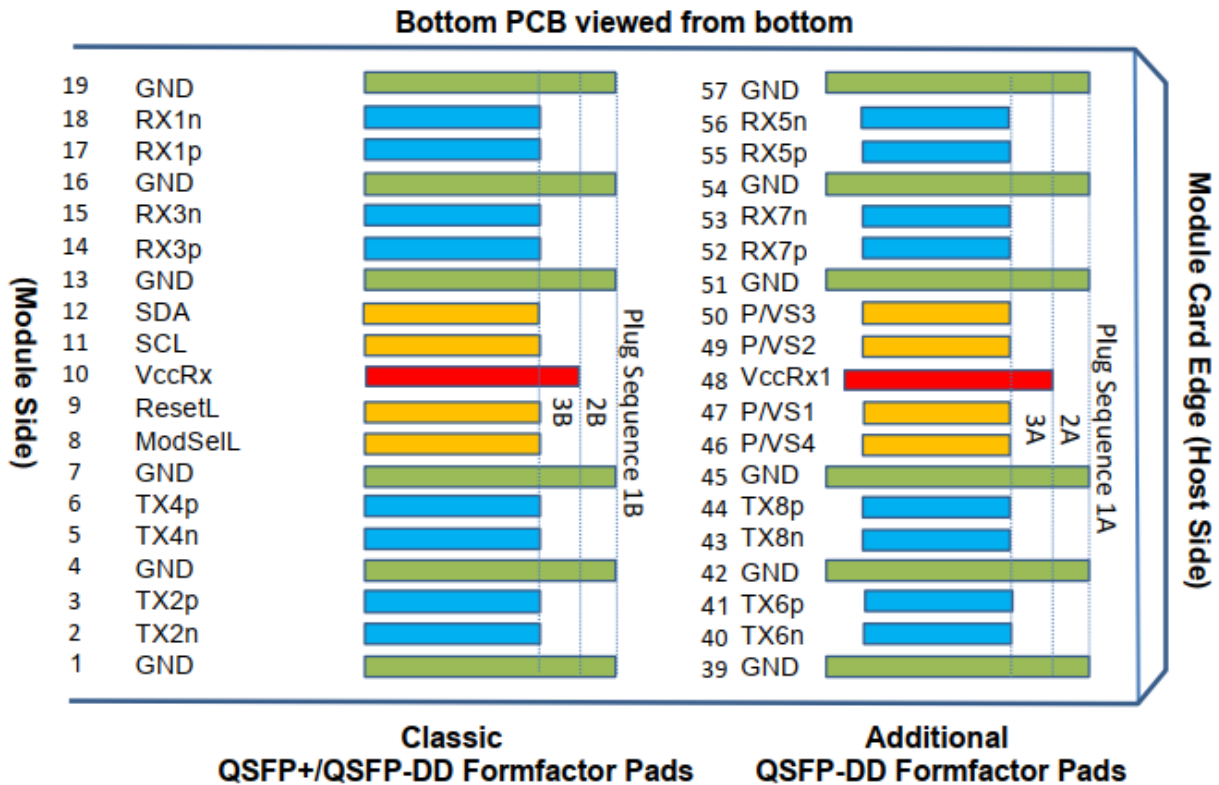 Bottom PCB viewed from bottom
19 GND 57 GND
18 RX1n 56 RX5n
17 RX1p 55 RX5p
16 GND 54 GND
15 RX3n 53 RX7n
14 RX3p 52 RX7p
13 GND 51 GND
12 SDA 50 P/VS3
11 SCL 49 P/VS2
10 VccRx 48 VccRx1
9 ResetL 47 P/VS1
8 ModSelL 46 P/VS4
7 GND 45 GND
6 TX4p 44 TX8p
5 TX4n 43 TX8n
4 GND 42 GND
3 TX2p 41 TX6p
2 TX2n 40 TX6n
1 GND 39 GND
(Module Side)
3B
2B
Plug Sequence 1B
3A
2A
Plug Sequence 1A
Module Card Edge (Host Side)
Classic
QSFP+/QSFP-DD Formfactor Pads
Additional
QSFP-DD Formfactor Pads